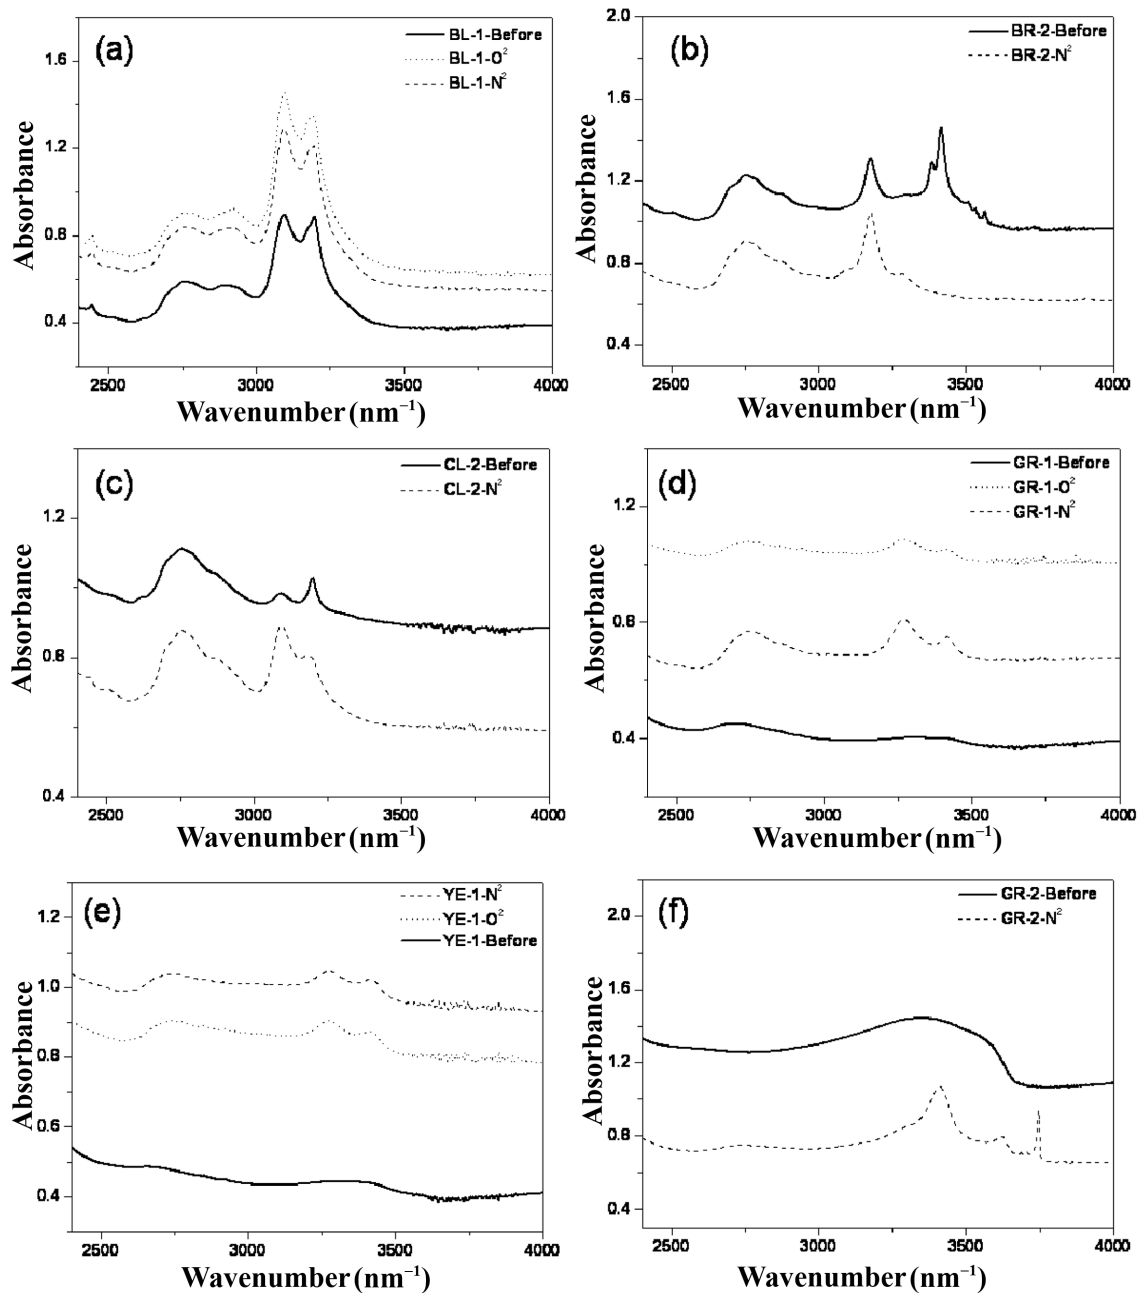 (a)
BL-1-Before
BL-1-O²
BL-1-N²
1.6
1.2
0.8
0.4
Absorbance
2500 3000 3500 4000
Wavenumber (nm⁻¹)
(b)
BR-2-Before
BR-2-N²
2.0
1.6
1.2
0.8
0.4
Absorbance
2500 3000 3500 4000
Wavenumber (nm⁻¹)
(c)
CL-2-Before
CL-2-N²
1.2
0.8
0.4
Absorbance
2500 3000 3500 4000
Wavenumber (nm⁻¹)
(d)
GR-1-Before
GR-1-O²
GR-1-N²
1.2
0.8
0.4
Absorbance
2500 3000 3500 4000
Wavenumber (nm⁻¹)
(e)
YE-1-N²
YE-1-O²
YE-1-Before
1.2
1.0
0.8
0.4
Absorbance
2500 3000 3500 4000
Wavenumber (nm⁻¹)
(f)
GR-2-Before
GR-2-N²
2.0
1.6
1.2
0.8
0.4
Absorbance
2500 3000 3500 4000
Wavenumber (nm⁻¹)